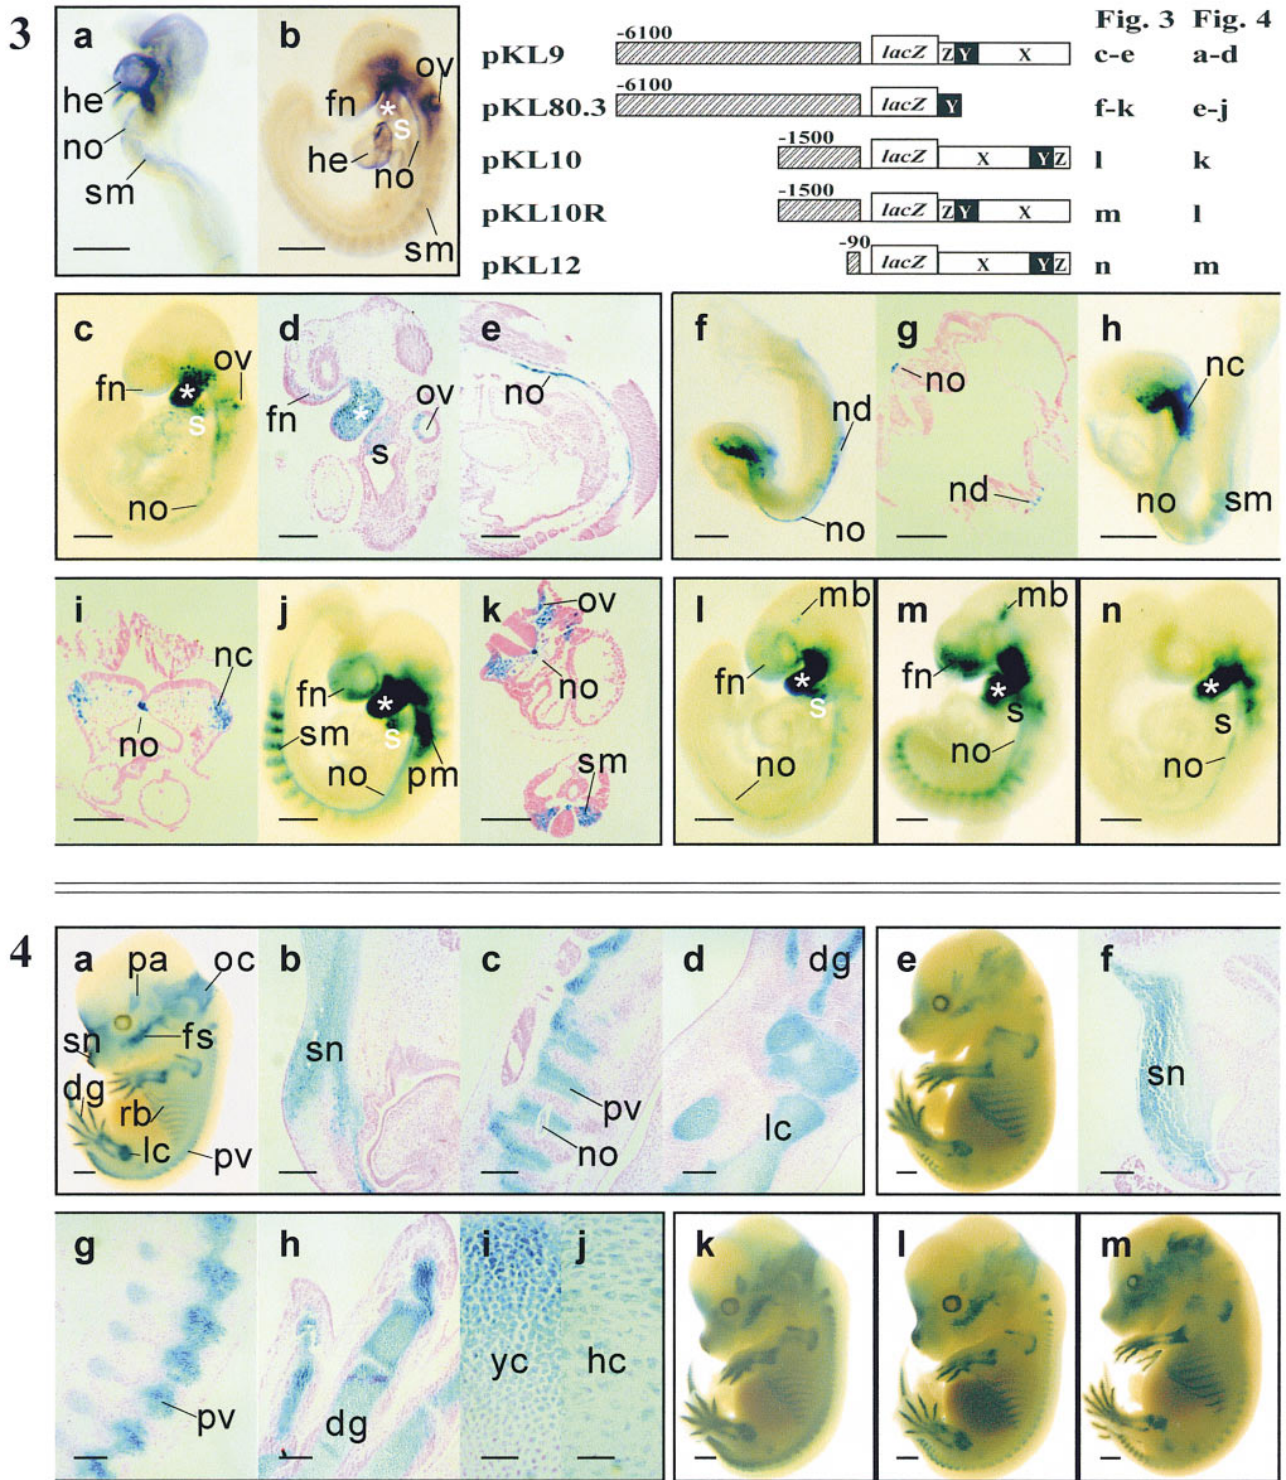 3
a
he
no
sm
b
ov
fn
*
s
he
no
sm
Fig. 3 Fig. 4
-6100
pKL9 lacZ Z Y X c-e a-d
-6100
pKL80.3 lacZ Y f-k e-j
-1500
pKL10 lacZ X Y Z l k
-1500
pKL10R lacZ Z Y X m l
-90
pKL12 lacZ X Y Z n m
c
ov
fn
*
s
no
d
ov
fn
*
s
e
no
f
nd
no
g
no
nd
h
nc
no
sm
i
nc
no
j
fn
*
s
sm
no
pm
k
ov
no
sm
l
mb
fn
*
s
no
m
mb
fn
*
s
no
n
*
s
no
4
a
pa
oc
sn
fs
dg
rb
lc
pv
b
sn
c
pv
no
d
dg
lc
e
f
sn
g
pv
h
dg
i
yc
j
hc
k
l
m